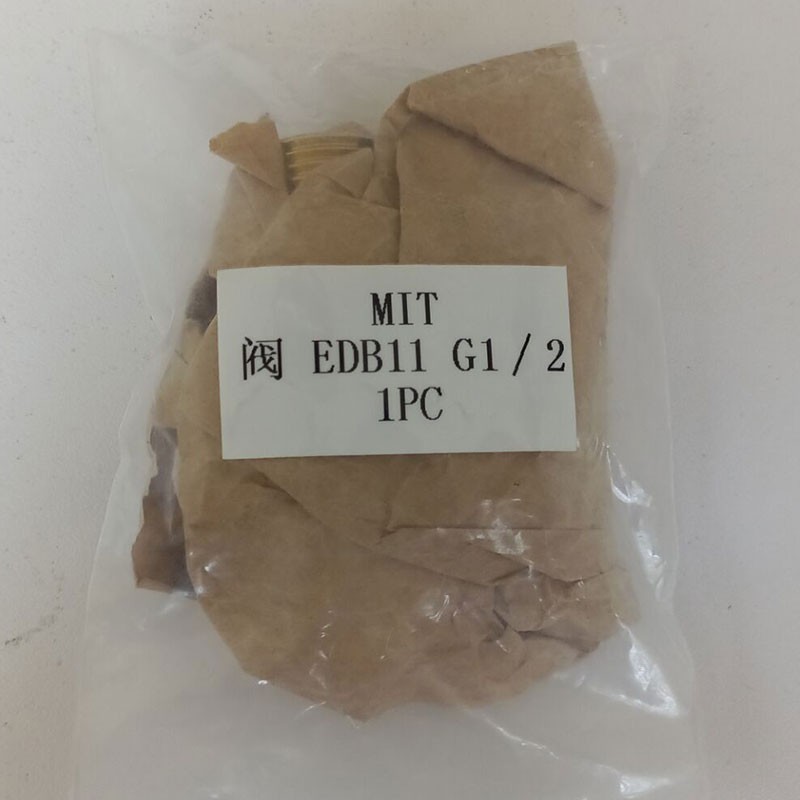 MIT
阀 EDB11 G1/2
1PC